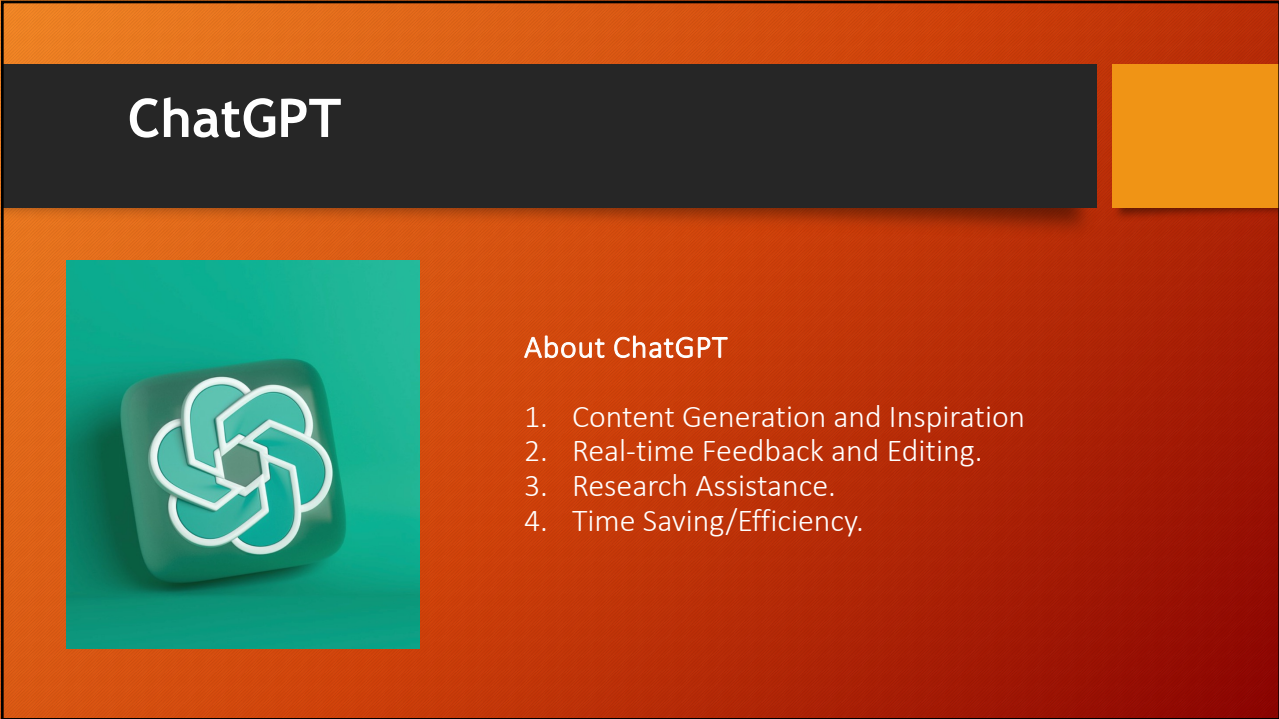 ChatGPT
About ChatGPT
1. Content Generation and Inspiration
2. Real-time Feedback and Editing.
3. Research Assistance.
4. Time Saving/Efficiency.